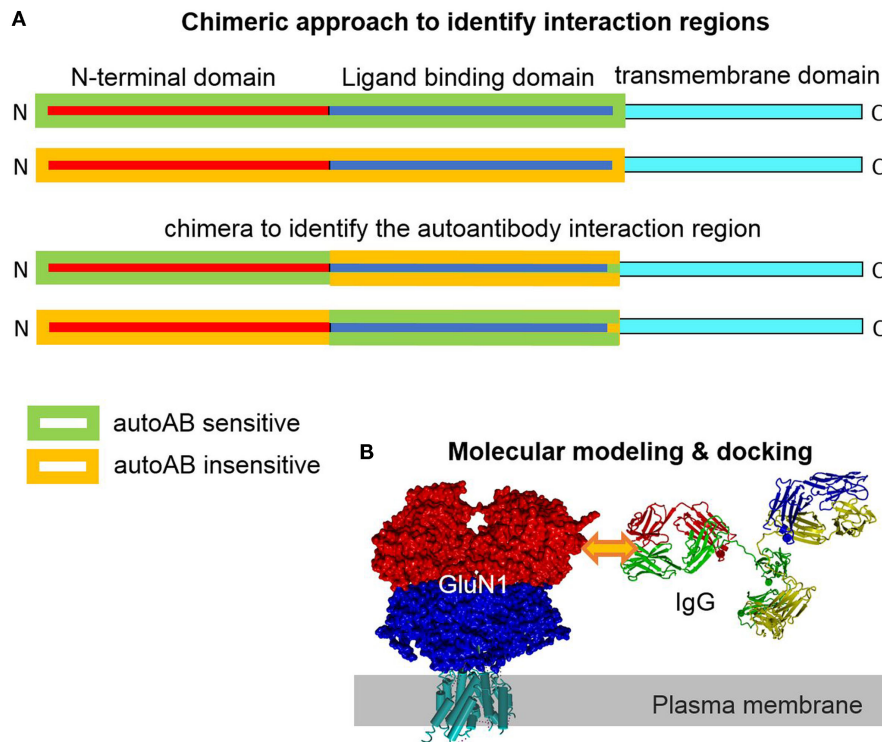 A
Chimeric approach to identify interaction regions
N-terminal domain
Ligand binding domain
transmembrane domain
N
C
N
C
chimera to identify the autoantibody interaction region
N
C
N
C
autoAB sensitive
autoAB insensitive
B
Molecular modeling & docking
GluN1
IgG
Plasma membrane